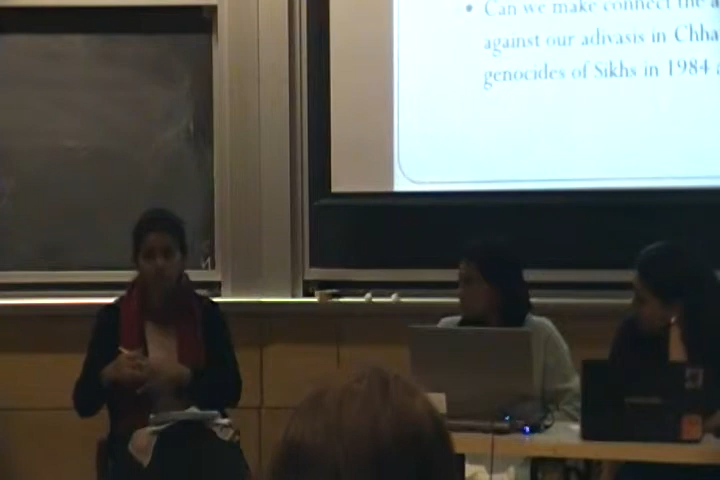 • Can we make connect the a
against our adivasis in Chha
genocides of Sikhs in 1984 a